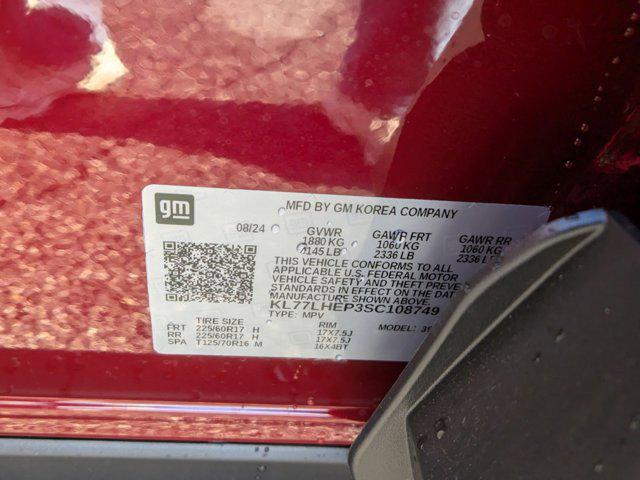 gm
MFD BY GM KOREA COMPANY
08/24
GVWR GAWR FRT GAWR RR
1880 KG 1060 KG 1060 KG
4145 LB 2336 LB 2336 LB
THIS VEHICLE CONFORMS TO ALL
APPLICABLE U.S. FEDERAL MOTOR
VEHICLE SAFETY AND THEFT PREVE
STANDARDS IN EFFECT ON THE
MANUFACTURE SHOWN
KL77LHEP3SC108749
TYPE: MPV MODEL:
TIRE SIZE RIM
FRT 225/60R17 H 17X7.5J
RR 225/60R17 H 17X7.5J
SPA T125/70R16 M 16X4BT